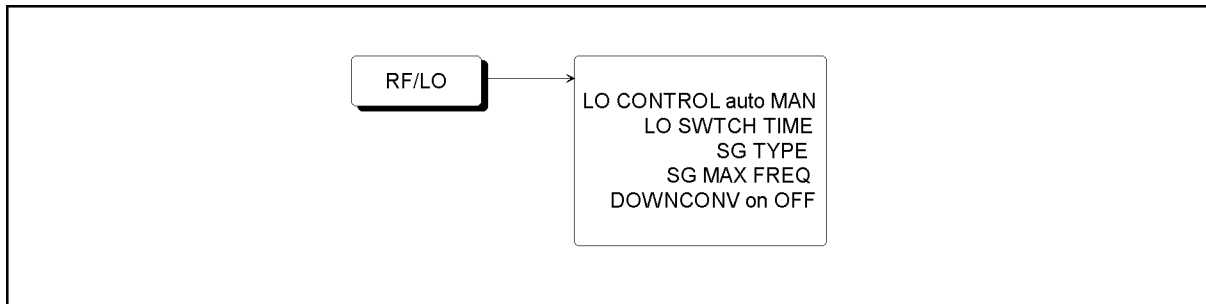 RF/LO
LO CONTROL auto MAN
LO SWTCH TIME
SG TYPE
SG MAX FREQ
DOWNCONV on OFF